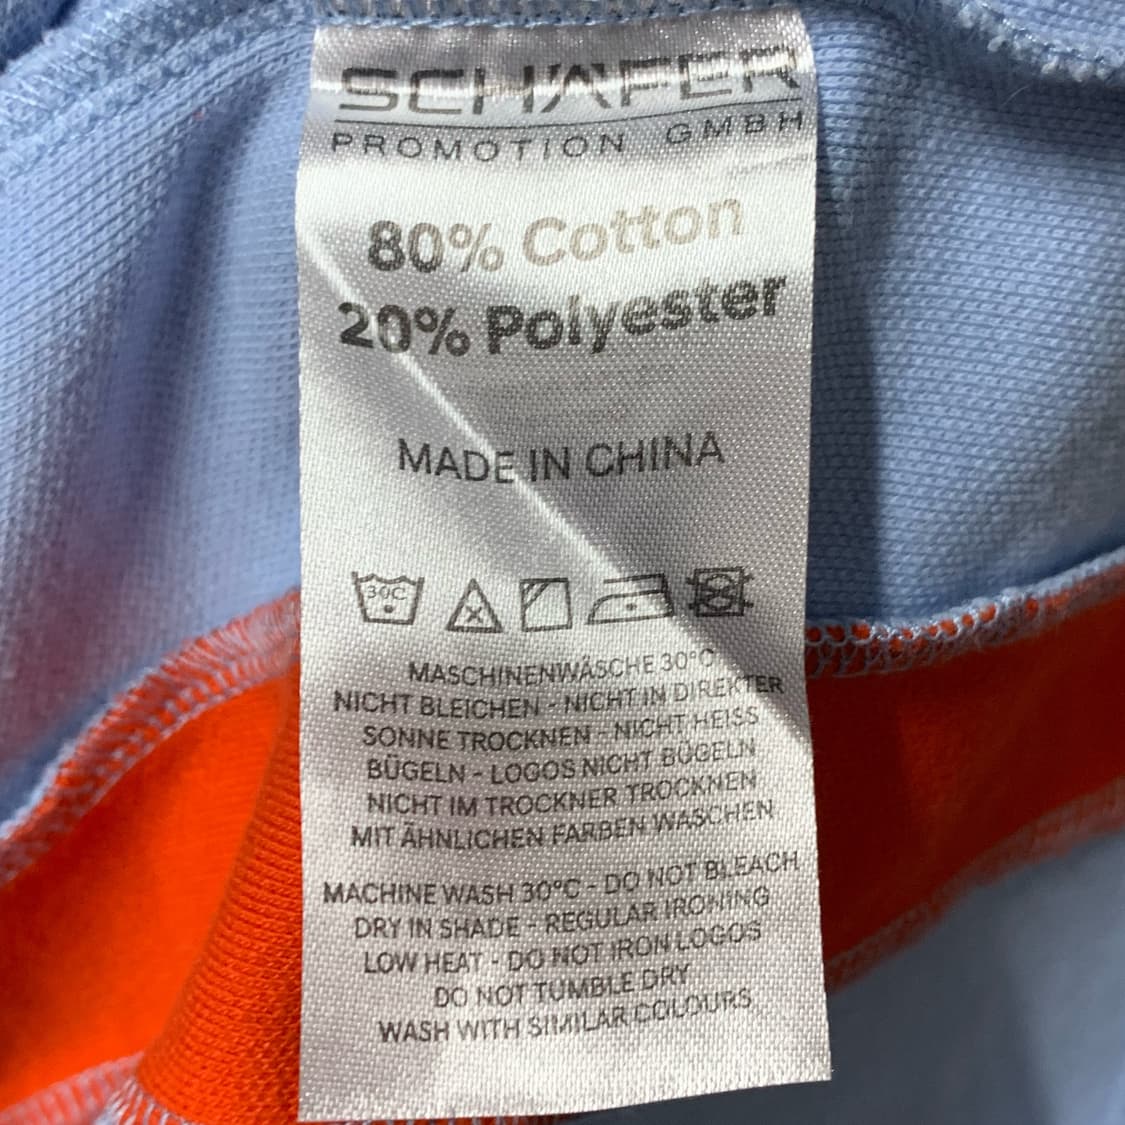 SCHÄFER
PROMOTION GMBH
80% Cotton
20% Polyester
MADE IN CHINA
30C
MASCHINENWÄSCHE 30°C
NICHT BLEICHEN - NICHT IN DIREKTER
SONNE TROCKNEN - NICHT HEISS
BÜGELN - LOGOS NICHT BÜGELN
NICHT IM TROCKNER TROCKNEN
MIT ÄHNLICHEN FARBEN WASCHEN
MACHINE WASH 30°C - DO NOT BLEACH
DRY IN SHADE - REGULAR IRONING
LOW HEAT - DO NOT IRON LOGOS
DO NOT TUMBLE DRY
WASH WITH SIMILAR COLOURS